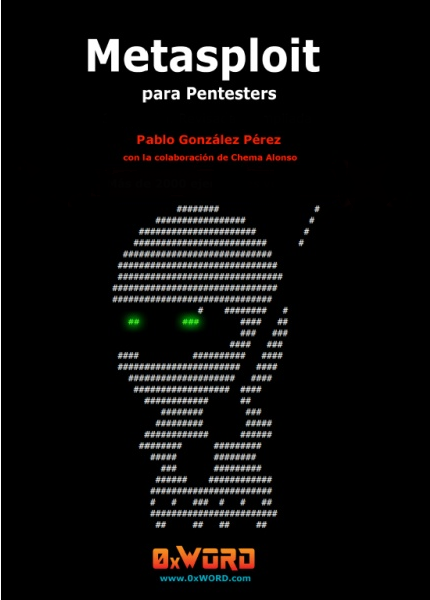 Metasploit
para Pentesters
Pablo González Pérez
con la colaboración de Chema Alonso
0xWORD
www.0xWORD.com